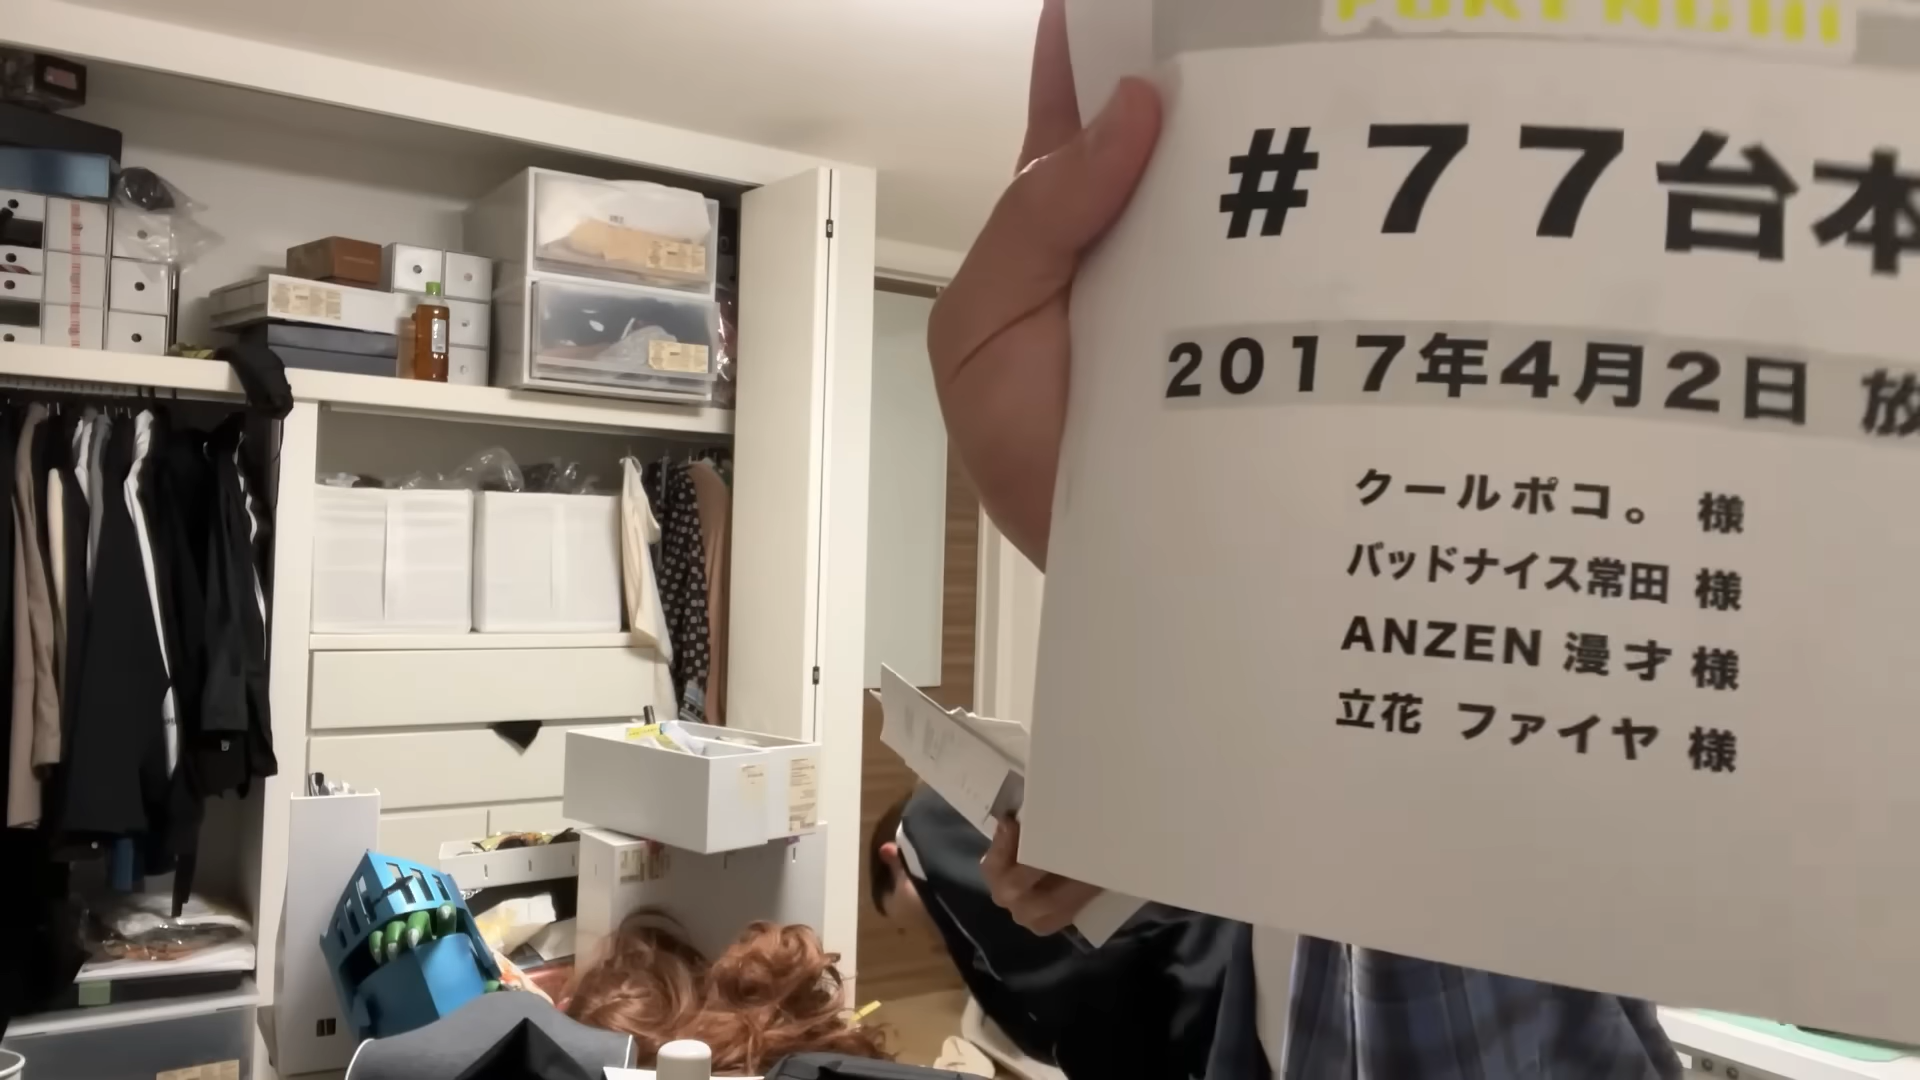 #77台本
2017年4月2日 放
クールポコ。 様
バッドナイス常田 様
ANZEN 漫才 様
立花 ファイヤ 様